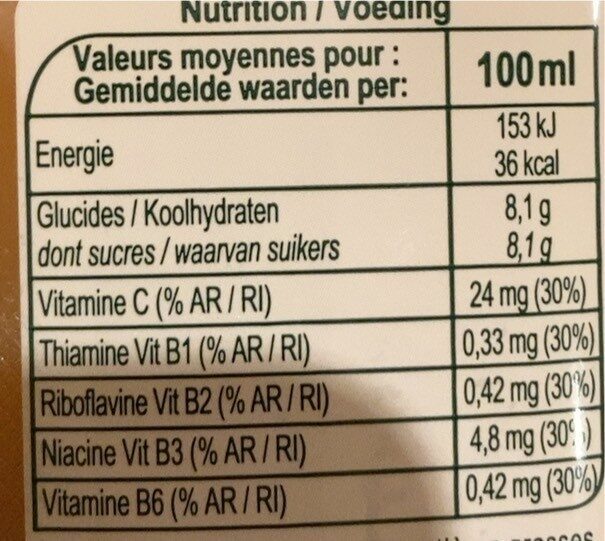 Nutrition / Voeding
Valeurs moyennes pour :
Gemiddelde waarden per:
100 ml
Energie
153 kJ
36 kcal
Glucides / Koolhydraten
8,1 g
dont sucres / waarvan suikers
8,1 g
Vitamine C (% AR / RI)
24 mg (30%)
Thiamine Vit B1 (% AR / RI)
0,33 mg (30%)
Riboflavine Vit B2 (% AR / RI)
0,42 mg (30%)
Niacine Vit B3 (% AR / RI)
4,8 mg (30%)
Vitamine B6 (% AR / RI)
0,42 mg (30%)